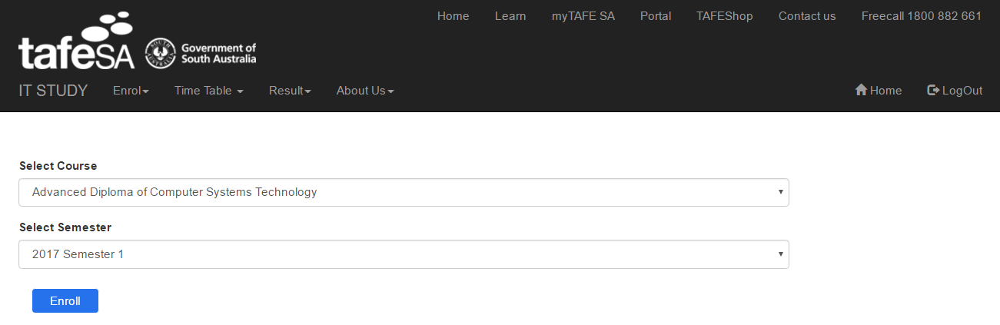 Home Learn myTAFE SA Portal TAFEShop Contact us Freecall 1800 882 661
tafeSA
SOUTH AUSTRALIA
Government of
South Australia
IT STUDY Enrol Time Table Result About Us Home LogOut
Select Course
Advanced Diploma of Computer Systems Technology
Select Semester
2017 Semester 1
Enroll